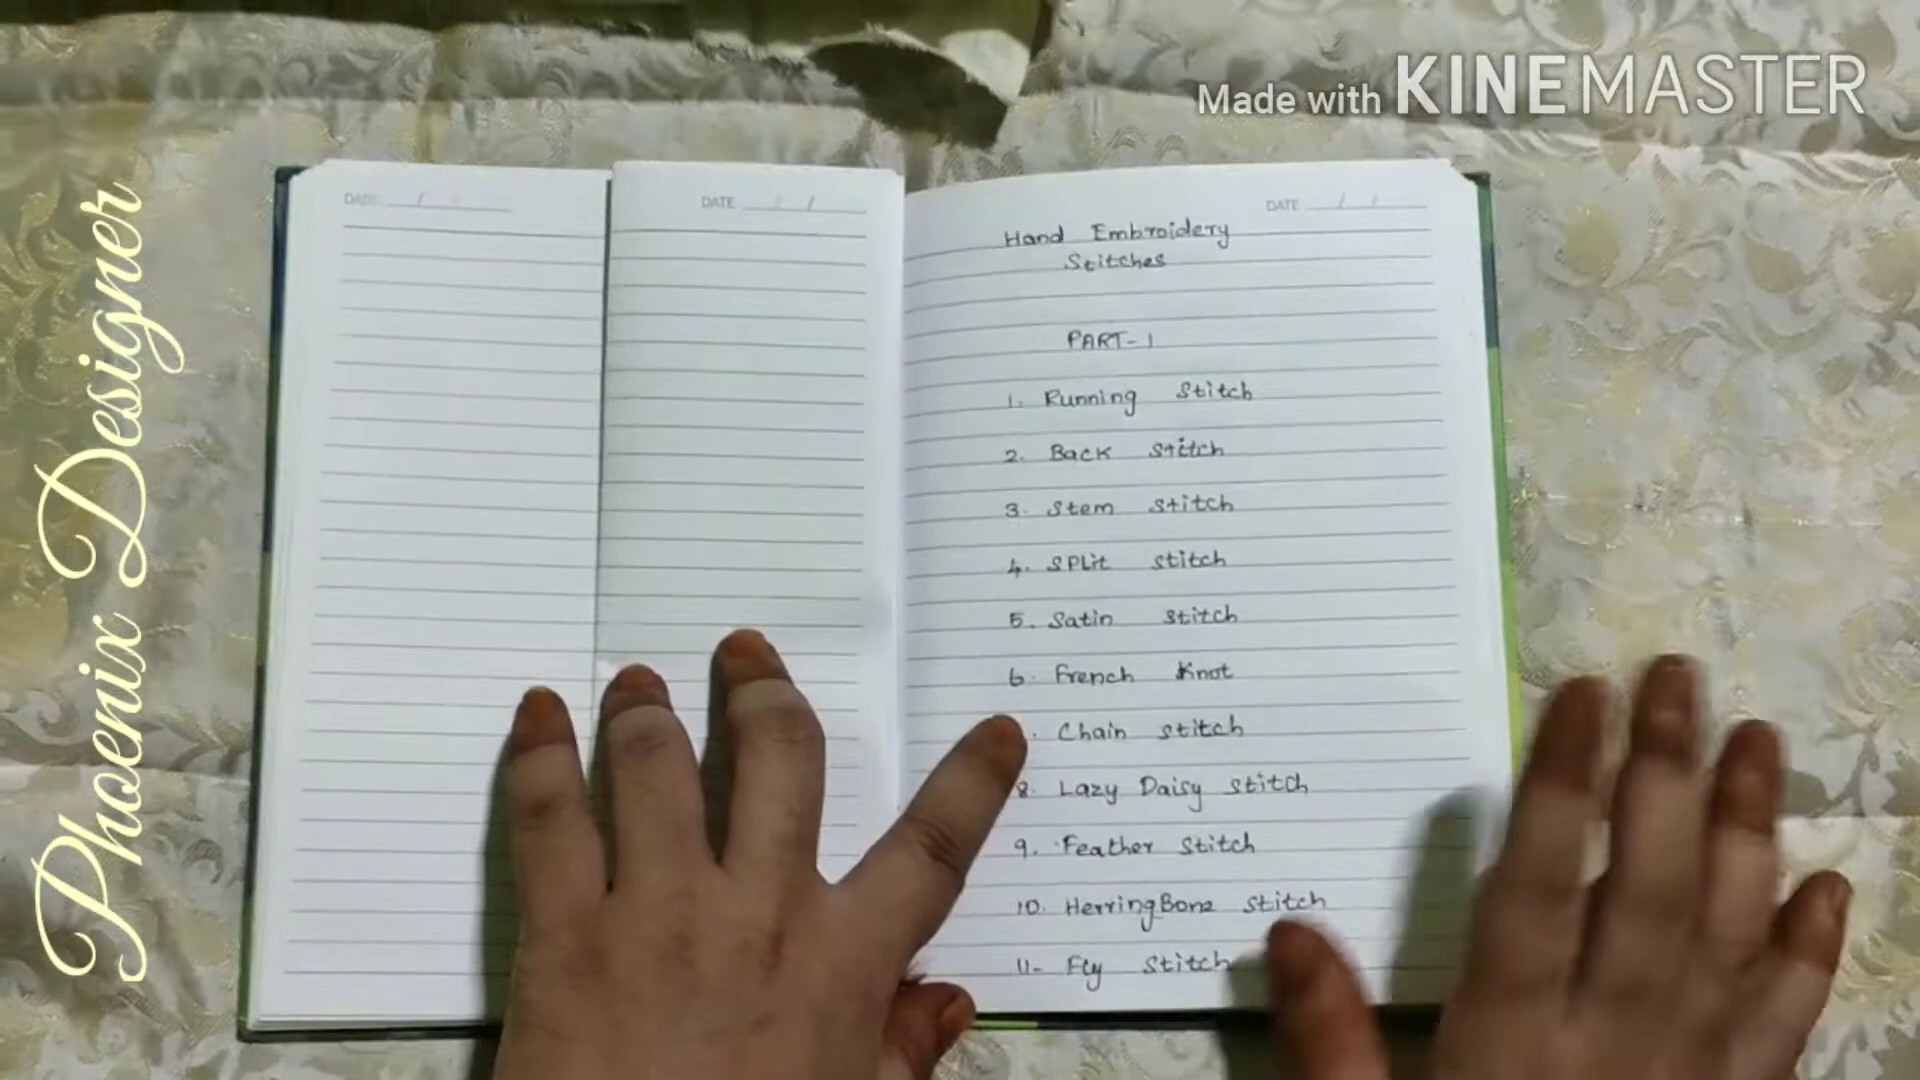 Made with KINEMASTER
Phoenix Designer
DATE
DATE
Hand Embroidery
Stitches
PART-1
1. Running Stitch
2. Back Stitch
3. Stem Stitch
4. SPLit Stitch
5. Satin Stitch
6. French Knot
. Chain Stitch
8. Lazy Daisy Stitch
9. Feather Stitch
10. HerringBone Stitch
11- Fly Stitch